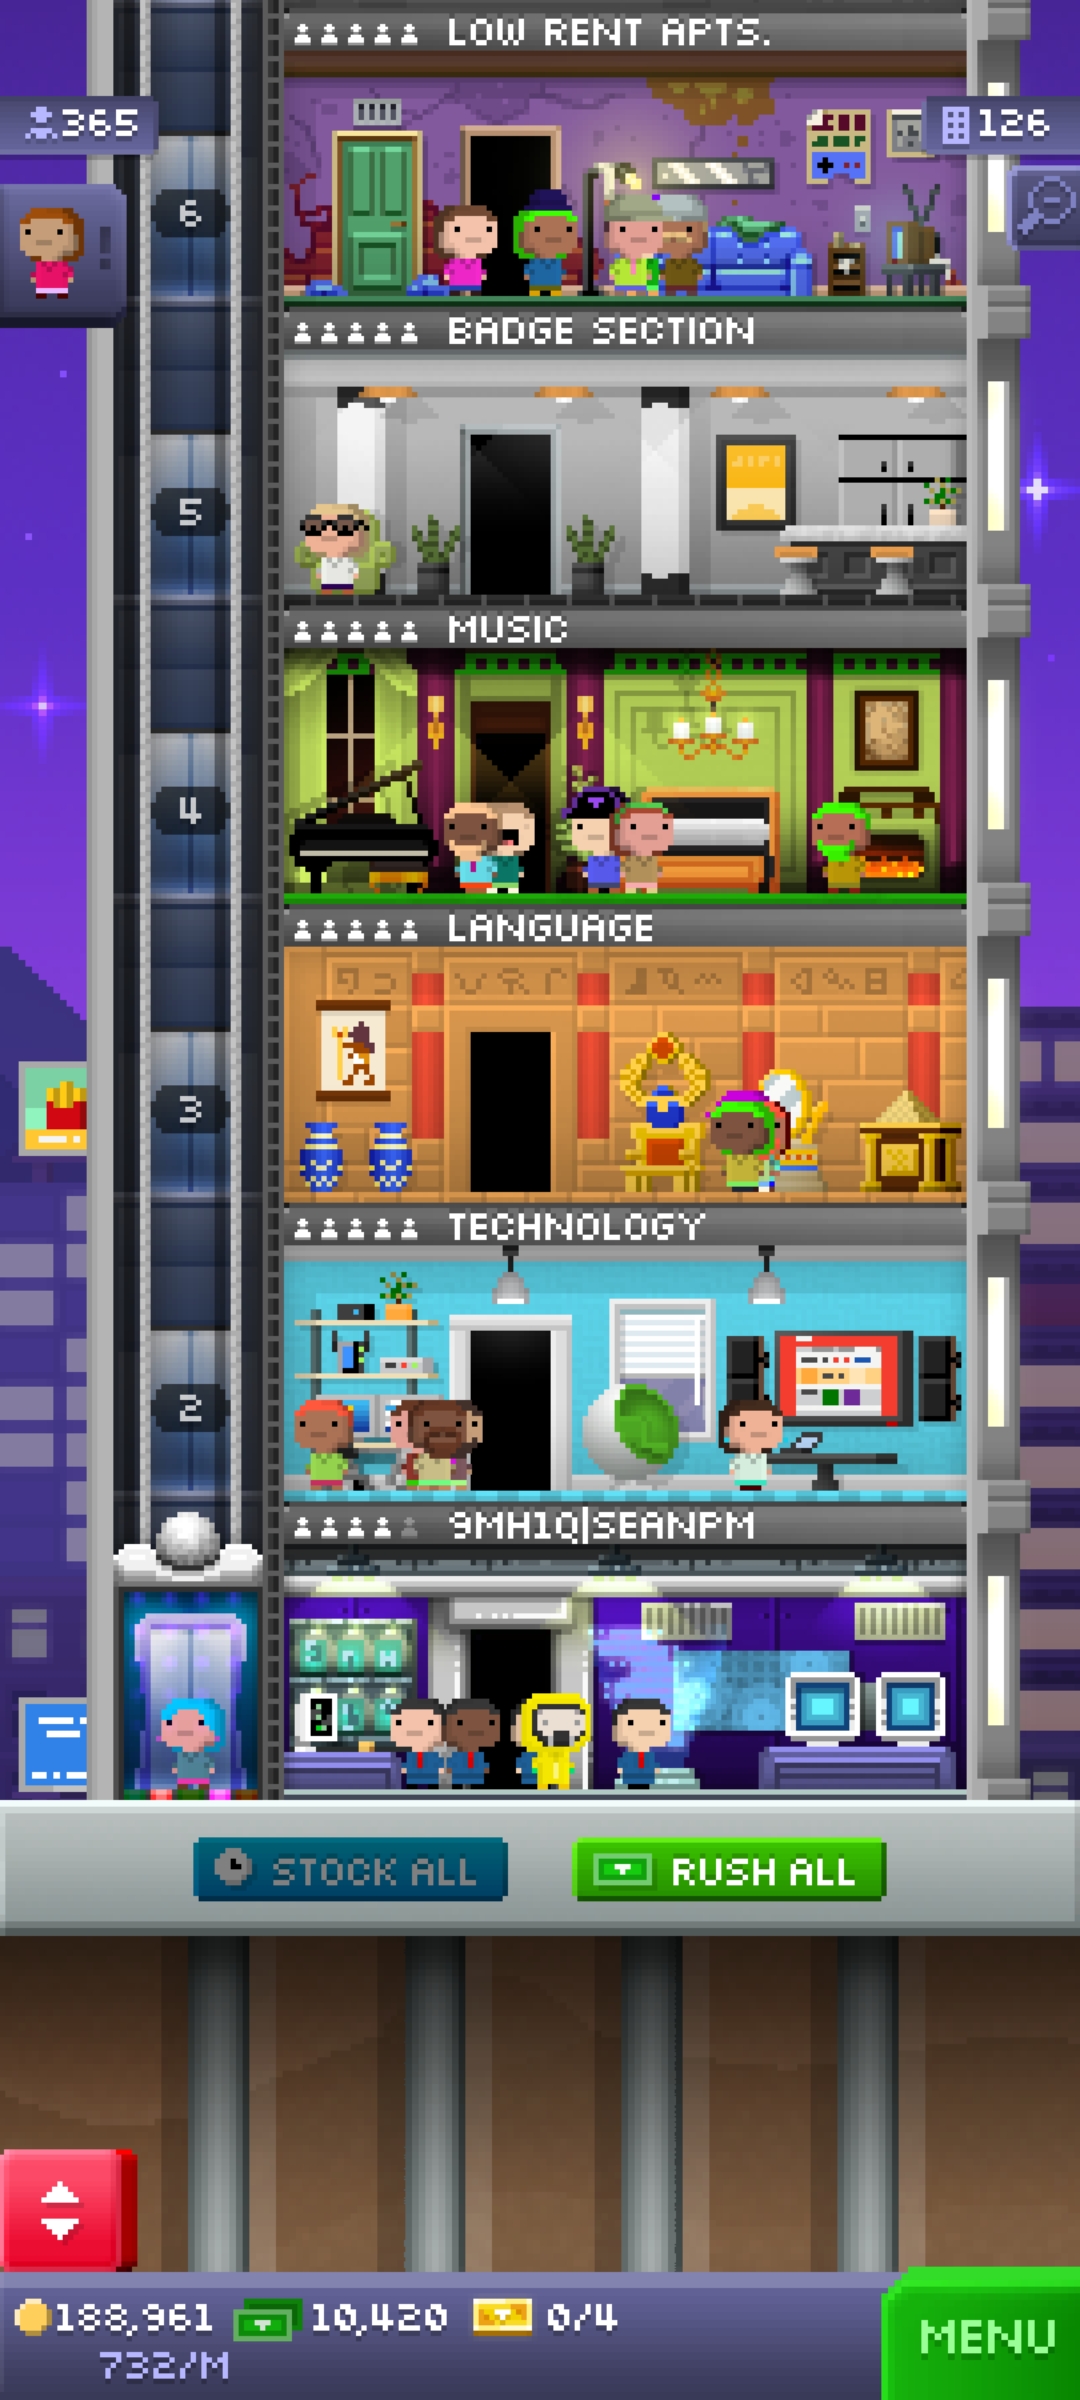 LOW RENT APTS.
365
126
6
BADGE SECTION
5
MUSIC
4
LANGUAGE
3
TECHNOLOGY
2
9MH1Q|SEANPM
STOCK ALL
RUSH ALL
188,961
10,420
0/4
732/M
MENU